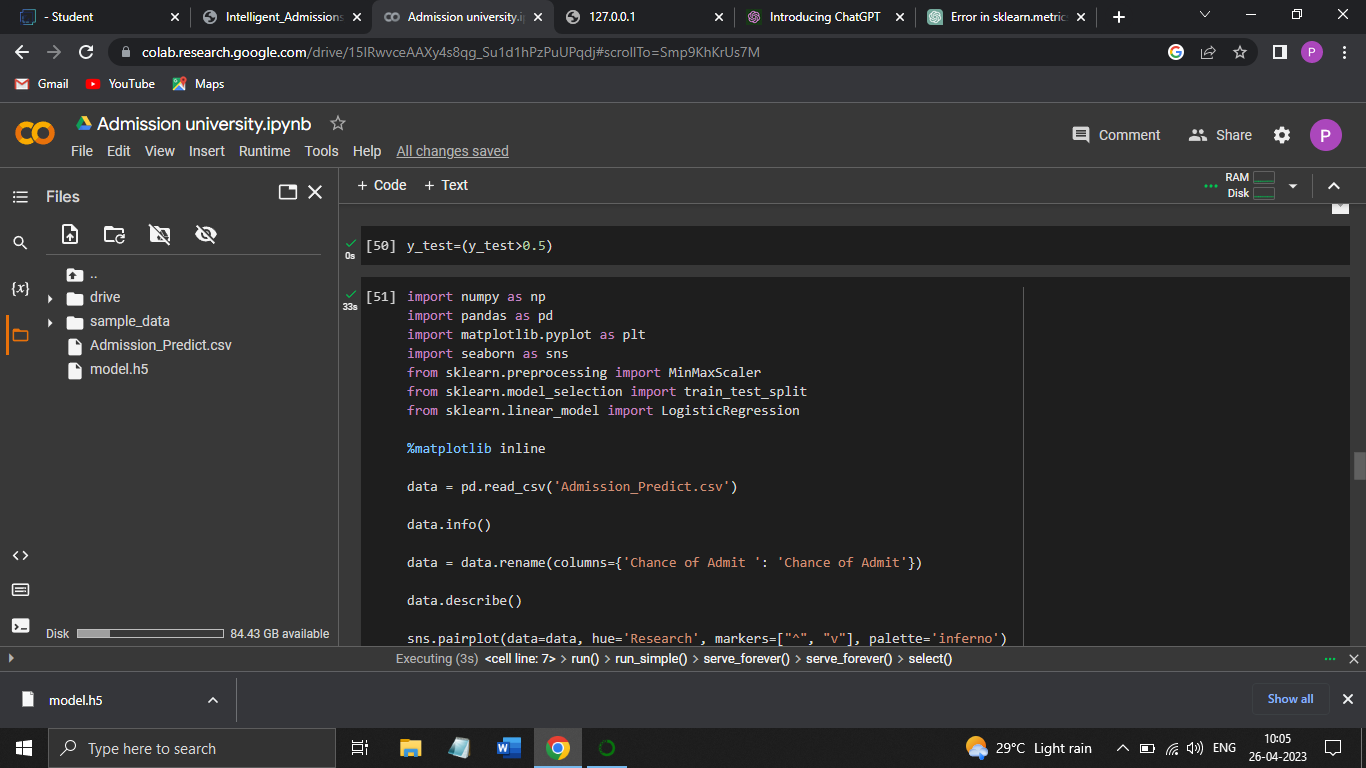 - Student
Intelligent_Admissions
Admission university.i
127.0.0.1
Introducing ChatGPT
Error in sklearn.metric
colab.research.google.com/drive/15IRwvceAAXy4s8qg_Su1d1hPzPuUPqdj#scrollTo=Smp9KhKrUs7M
P
Gmail
YouTube
Maps
Admission university.ipynb
File Edit View Insert Runtime Tools Help All changes saved
Comment
Share
P
Files
+ Code + Text
RAM
Disk
..
drive
sample_data
Admission_Predict.csv
model.h5
{x}
<>
Disk 84.43 GB available
0s
[50] y_test=(y_test>0.5)
33s
[51] import numpy as np
import pandas as pd
import matplotlib.pyplot as plt
import seaborn as sns
from sklearn.preprocessing import MinMaxScaler
from sklearn.model_selection import train_test_split
from sklearn.linear_model import LogisticRegression
%matplotlib inline
data = pd.read_csv('Admission_Predict.csv')
data.info()
data = data.rename(columns={'Chance of Admit ': 'Chance of Admit'})
data.describe()
sns.pairplot(data=data, hue='Research', markers=["^", "v"], palette='inferno')
Executing (3s) <cell line: 7> > run() > run_simple() > serve_forever() > serve_forever() > select()
model.h5
Show all
Type here to search
29°C Light rain
ENG
10:05
26-04-2023